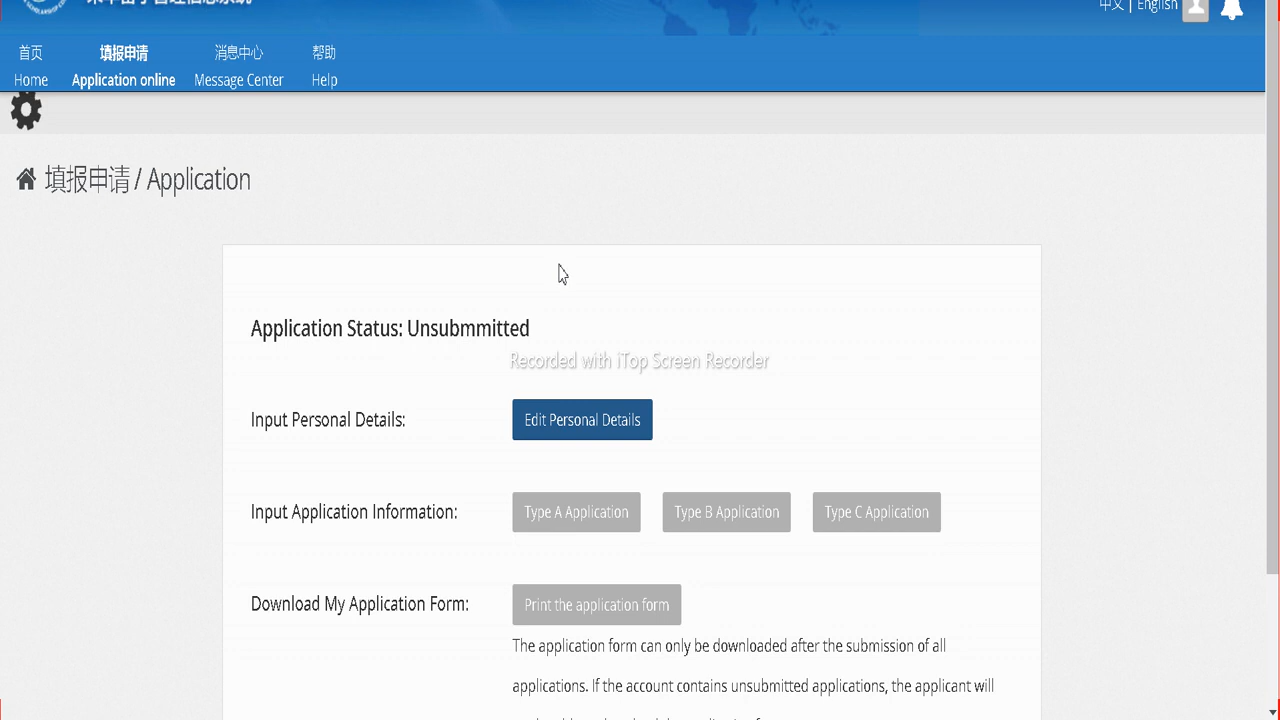 中文 | English
首页 填报申请 消息中心 帮助
Home Application online Message Center Help
填报申请 / Application
Application Status: Unsubmmitted
Recorded with iTop Screen Recorder
Input Personal Details: Edit Personal Details
Input Application Information: Type A Application Type B Application Type C Application
Download My Application Form: Print the application form
The application form can only be downloaded after the submission of all
applications. If the account contains unsubmitted applications, the applicant will